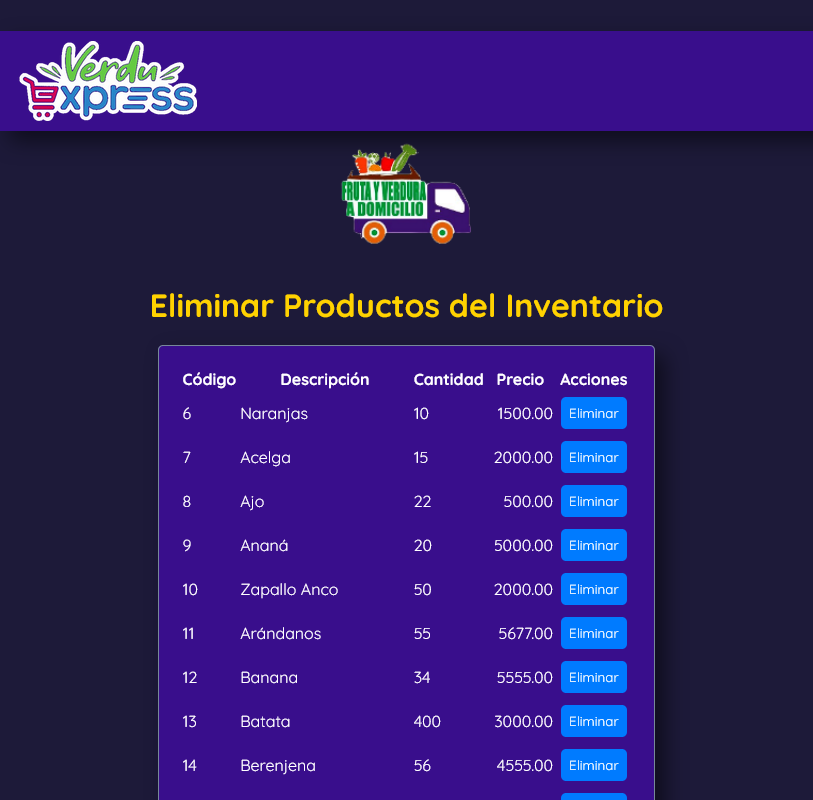 Verdu
express
FRUTA Y VERDURA
A DOMICILIO
Eliminar Productos del Inventario
Código Descripción Cantidad Precio Acciones
6 Naranjas 10 1500.00 Eliminar
7 Acelga 15 2000.00 Eliminar
8 Ajo 22 500.00 Eliminar
9 Ananá 20 5000.00 Eliminar
10 Zapallo Anco 50 2000.00 Eliminar
11 Arándanos 55 5677.00 Eliminar
12 Banana 34 5555.00 Eliminar
13 Batata 400 3000.00 Eliminar
14 Berenjena 56 4555.00 Eliminar